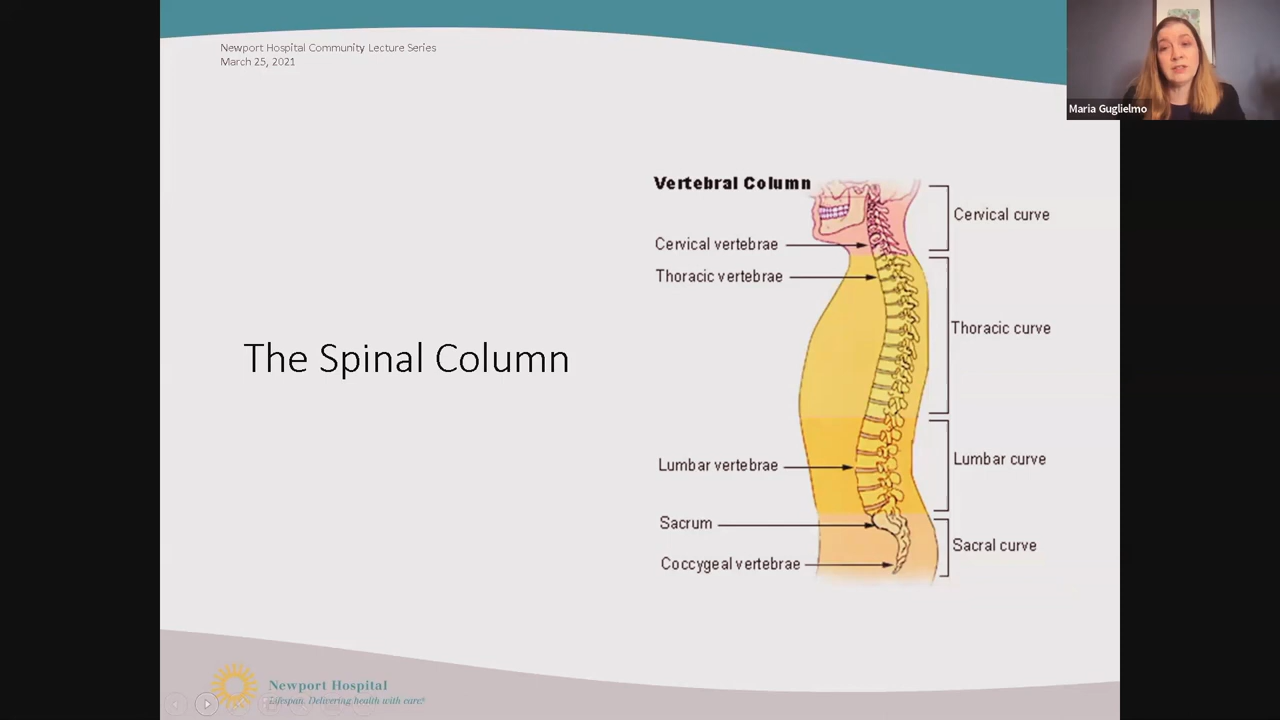 Newport Hospital Community Lecture Series
March 25, 2021
Maria Guglielmo
The Spinal Column
Vertebral Column
Cervical vertebrae
Thoracic vertebrae
Lumbar vertebrae
Sacrum
Coccygeal vertebrae
Cervical curve
Thoracic curve
Lumbar curve
Sacral curve
Newport Hospital
Lifespan. Delivering health with care.®